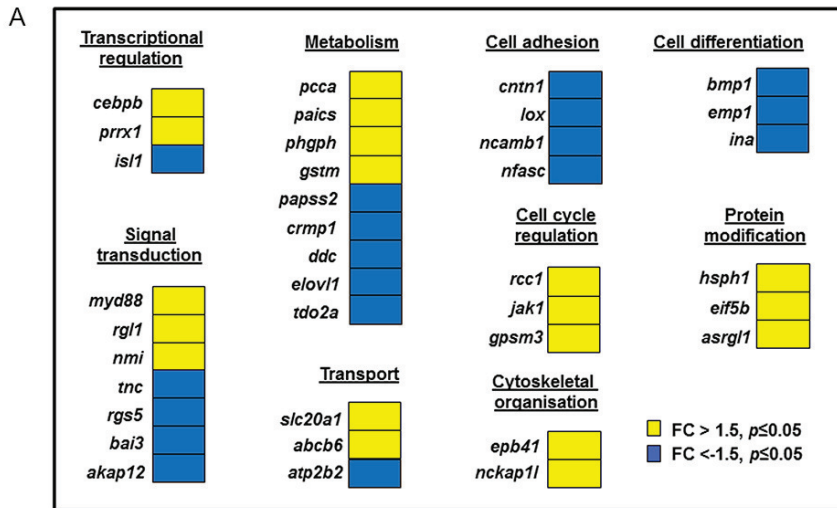 A
Transcriptional
regulation
cebpb
prrx1
isl1
Signal
transduction
myd88
rgl1
nmi
tnc
rgs5
bai3
akap12
Metabolism
pcca
paics
phgph
gstm
papss2
crmp1
ddc
elovl1
tdo2a
Transport
slc20a1
abcb6
atp2b2
Cell adhesion
cntn1
lox
ncamb1
nfasc
Cell cycle
regulation
rcc1
jak1
gpsm3
Cytoskeletal
organisation
epb41
nckap1l
Cell differentiation
bmp1
emp1
ina
Protein
modification
hsph1
eif5b
asrgl1
FC > 1.5, p≤0.05
FC <-1.5, p≤0.05